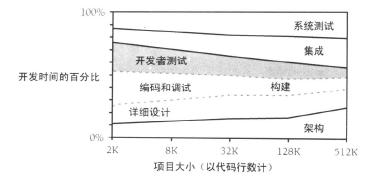 100%
系统测试
集成
开发者测试
开发时间的百分比
编码和调试
构建
详细设计
架构
0%
2K 8K 32K 128K 512K
项目大小（以代码行数计）